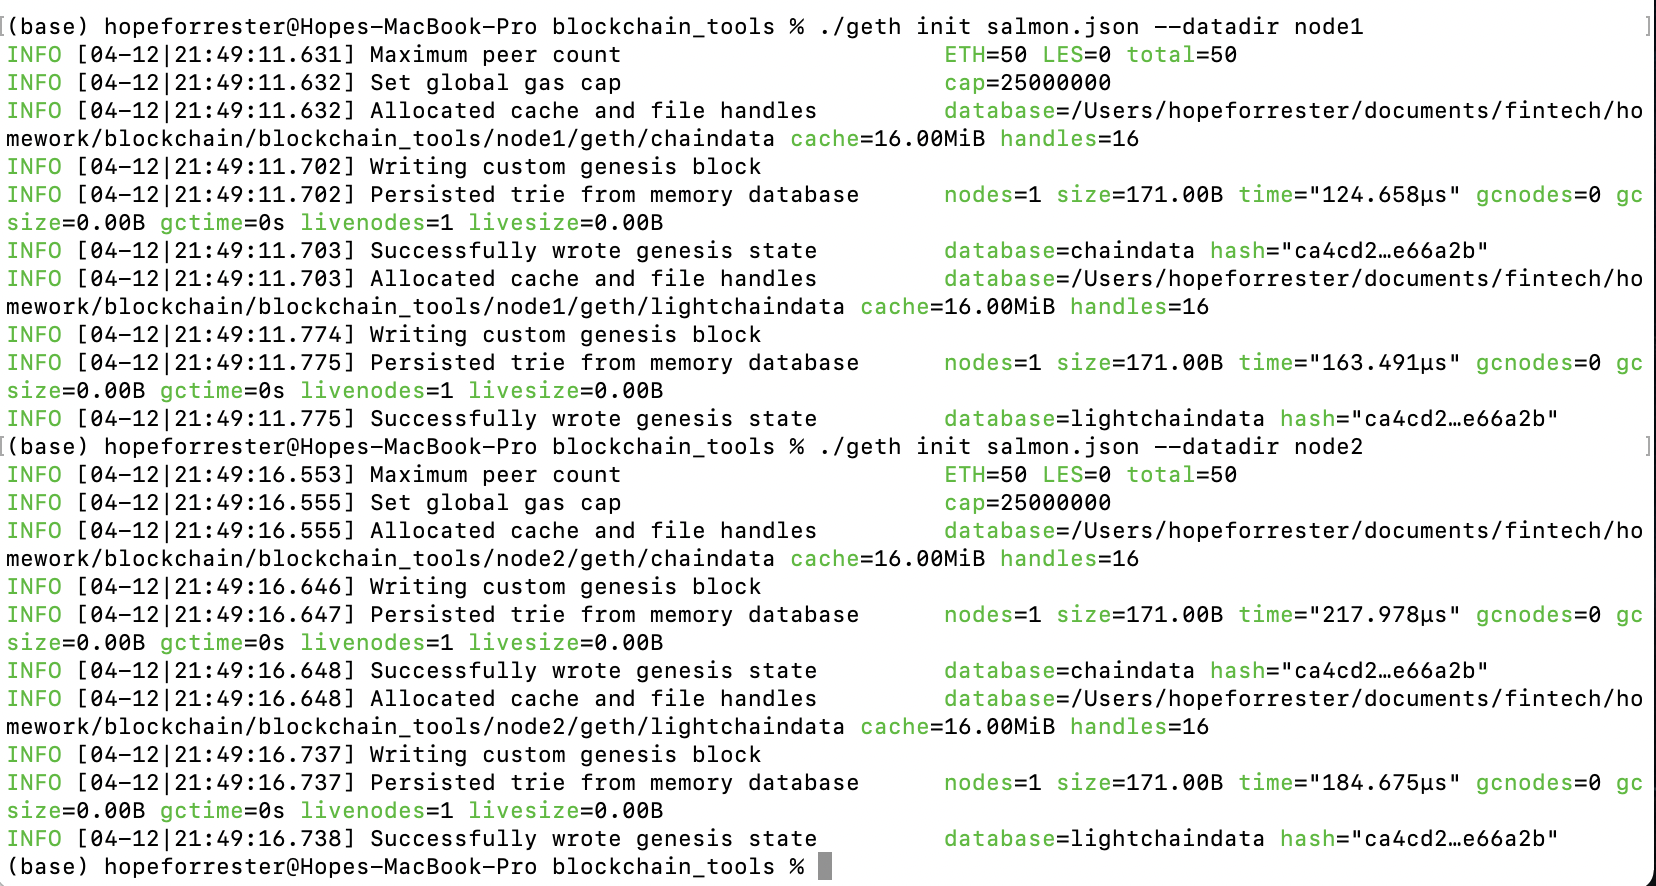 [(base) hopeforrester@Hopes-MacBook-Pro blockchain_tools % ./geth init salmon.json --datadir node1 ]
INFO [04-12|21:49:11.631] Maximum peer count                       ETH=50 LES=0 total=50
INFO [04-12|21:49:11.632] Set global gas cap                       cap=25000000
INFO [04-12|21:49:11.632] Allocated cache and file handles         database=/Users/hopeforrester/documents/fintech/ho
mework/blockchain/blockchain_tools/node1/geth/chaindata cache=16.00MiB handles=16
INFO [04-12|21:49:11.702] Writing custom genesis block
INFO [04-12|21:49:11.702] Persisted trie from memory database      nodes=1 size=171.00B time="124.658µs" gcnodes=0 gc
size=0.00B gctime=0s livenodes=1 livesize=0.00B
INFO [04-12|21:49:11.703] Successfully wrote genesis state         database=chaindata hash="ca4cd2…e66a2b"
INFO [04-12|21:49:11.703] Allocated cache and file handles         database=/Users/hopeforrester/documents/fintech/ho
mework/blockchain/blockchain_tools/node1/geth/lightchaindata cache=16.00MiB handles=16
INFO [04-12|21:49:11.774] Writing custom genesis block
INFO [04-12|21:49:11.775] Persisted trie from memory database      nodes=1 size=171.00B time="163.491µs" gcnodes=0 gc
size=0.00B gctime=0s livenodes=1 livesize=0.00B
INFO [04-12|21:49:11.775] Successfully wrote genesis state         database=lightchaindata hash="ca4cd2…e66a2b"
[(base) hopeforrester@Hopes-MacBook-Pro blockchain_tools % ./geth init salmon.json --datadir node2 ]
INFO [04-12|21:49:16.553] Maximum peer count                       ETH=50 LES=0 total=50
INFO [04-12|21:49:16.555] Set global gas cap                       cap=25000000
INFO [04-12|21:49:16.555] Allocated cache and file handles         database=/Users/hopeforrester/documents/fintech/ho
mework/blockchain/blockchain_tools/node2/geth/chaindata cache=16.00MiB handles=16
INFO [04-12|21:49:16.646] Writing custom genesis block
INFO [04-12|21:49:16.647] Persisted trie from memory database      nodes=1 size=171.00B time="217.978µs" gcnodes=0 gc
size=0.00B gctime=0s livenodes=1 livesize=0.00B
INFO [04-12|21:49:16.648] Successfully wrote genesis state         database=chaindata hash="ca4cd2…e66a2b"
INFO [04-12|21:49:16.648] Allocated cache and file handles         database=/Users/hopeforrester/documents/fintech/ho
mework/blockchain/blockchain_tools/node2/geth/lightchaindata cache=16.00MiB handles=16
INFO [04-12|21:49:16.737] Writing custom genesis block
INFO [04-12|21:49:16.737] Persisted trie from memory database      nodes=1 size=171.00B time="184.675µs" gcnodes=0 gc
size=0.00B gctime=0s livenodes=1 livesize=0.00B
INFO [04-12|21:49:16.738] Successfully wrote genesis state         database=lightchaindata hash="ca4cd2…e66a2b"
(base) hopeforrester@Hopes-MacBook-Pro blockchain_tools %